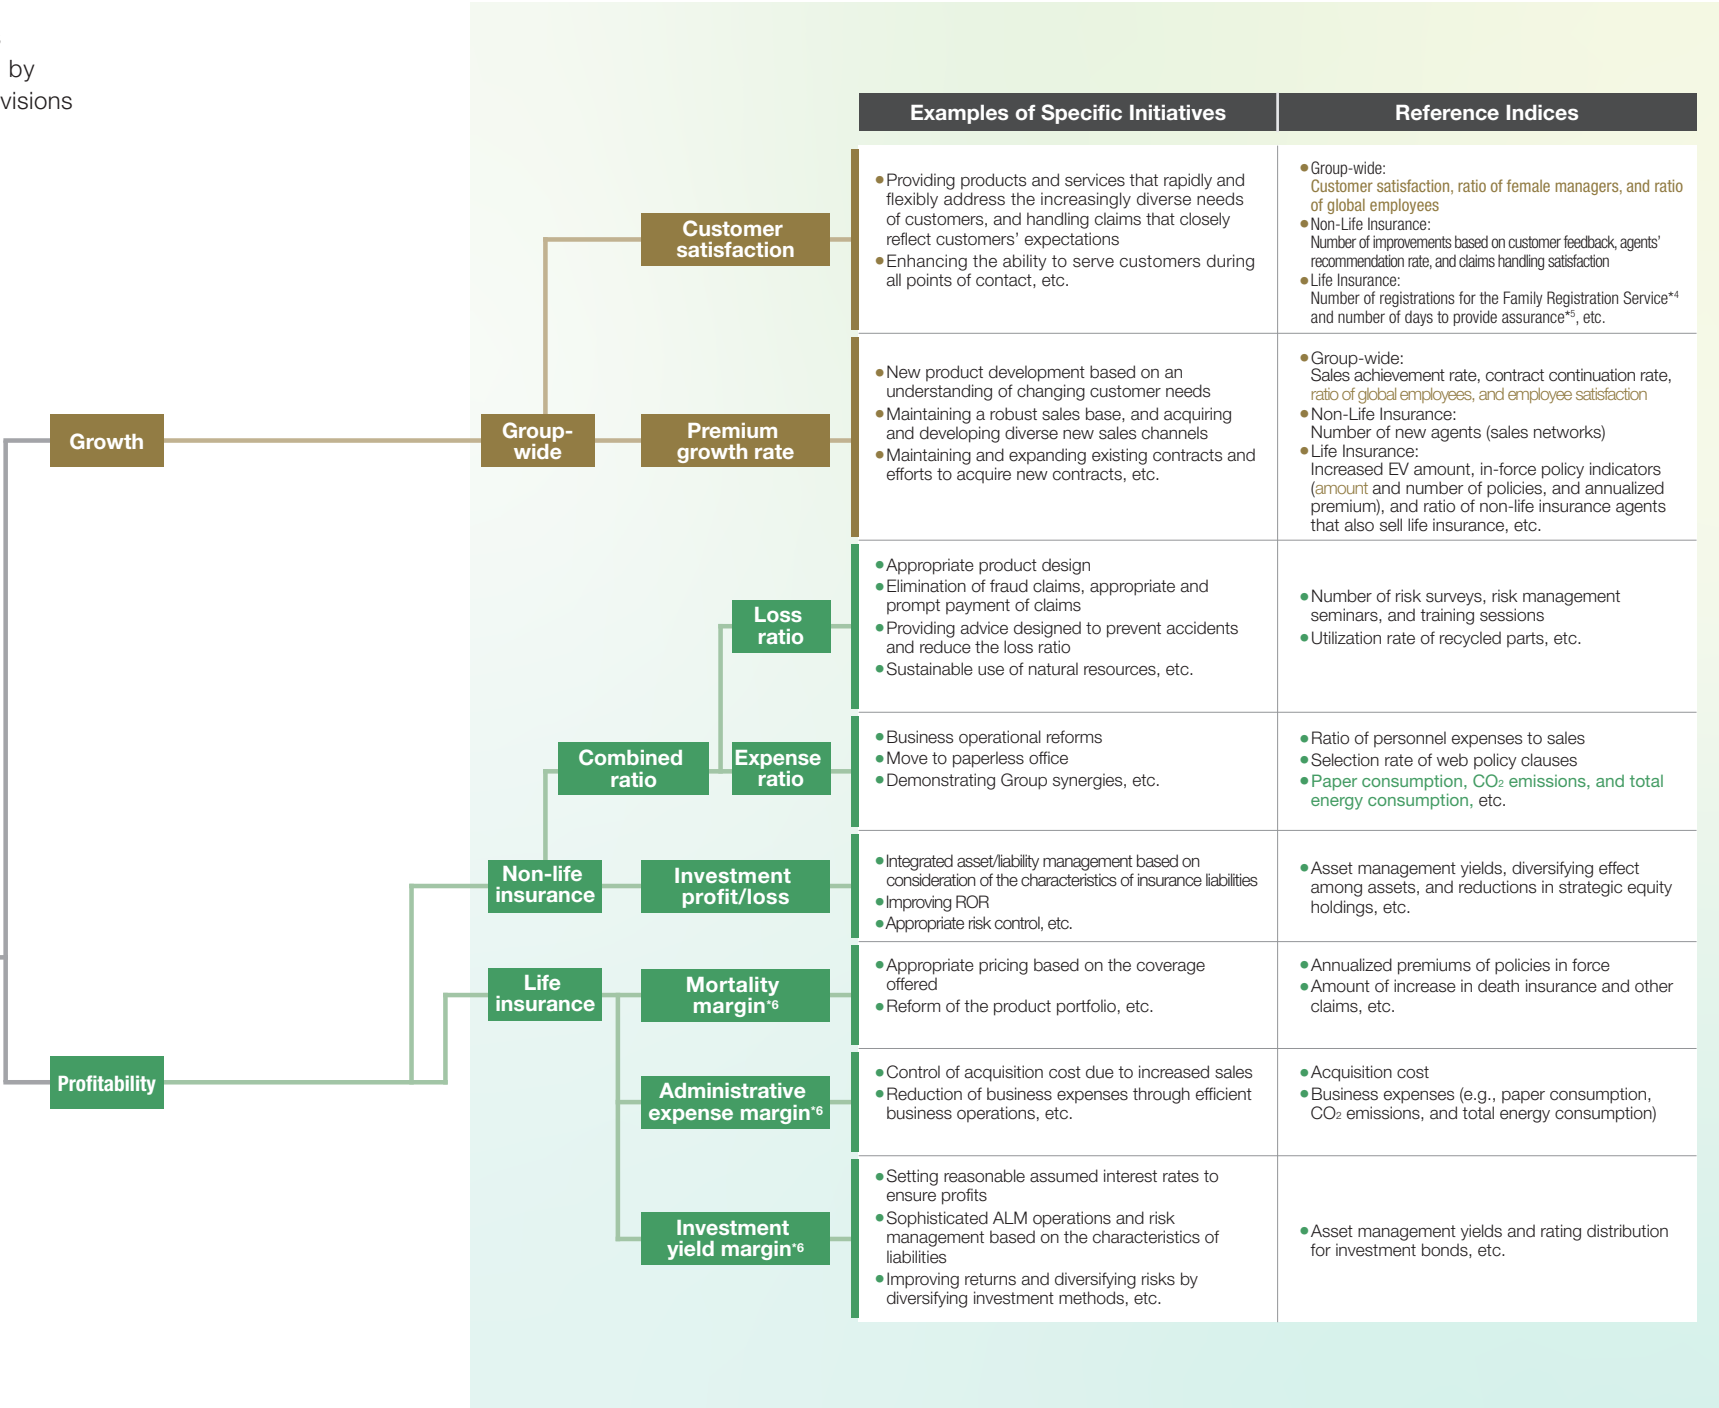 by
visions
Examples of Specific Initiatives
Reference Indices
Growth
Group-
wide
Customer
satisfaction
●Providing products and services that rapidly and
flexibly address the increasingly diverse needs
of customers, and handling claims that closely
reflect customers' expectations
●Enhancing the ability to serve customers during
all points of contact, etc.
●Group-wide:
Customer satisfaction, ratio of female managers, and ratio
of global employees
●Non-Life Insurance:
Number of improvements based on customer feedback, agents'
recommendation rate, and claims handling satisfaction
●Life Insurance:
Number of registrations for the Family Registration Service*4
and number of days to provide assurance*5, etc.
Premium
growth rate
●New product development based on an
understanding of changing customer needs
●Maintaining a robust sales base, and acquiring
and developing diverse new sales channels
●Maintaining and expanding existing contracts and
efforts to acquire new contracts, etc.
●Group-wide:
Sales achievement rate, contract continuation rate,
ratio of global employees, and employee satisfaction
●Non-Life Insurance:
Number of new agents (sales networks)
●Life Insurance:
Increased EV amount, in-force policy indicators
(amount and number of policies, and annualized
premium), and ratio of non-life insurance agents
that also sell life insurance, etc.
Profitability
Non-life
insurance
Combined
ratio
Loss
ratio
●Appropriate product design
●Elimination of fraud claims, appropriate and
prompt payment of claims
●Providing advice designed to prevent accidents
and reduce the loss ratio
●Sustainable use of natural resources, etc.
●Number of risk surveys, risk management
seminars, and training sessions
●Utilization rate of recycled parts, etc.
Expense
ratio
●Business operational reforms
●Move to paperless office
●Demonstrating Group synergies, etc.
●Ratio of personnel expenses to sales
●Selection rate of web policy clauses
●Paper consumption, CO2 emissions, and total
energy consumption, etc.
Investment
profit/loss
●Integrated asset/liability management based on
consideration of the characteristics of insurance liabilities
●Improving ROR
●Appropriate risk control, etc.
●Asset management yields, diversifying effect
among assets, and reductions in strategic equity
holdings, etc.
Life
insurance
Mortality
margin*6
●Appropriate pricing based on the coverage
offered
●Reform of the product portfolio, etc.
●Annualized premiums of policies in force
●Amount of increase in death insurance and other
claims, etc.
Administrative
expense margin*6
●Control of acquisition cost due to increased sales
●Reduction of business expenses through efficient
business operations, etc.
●Acquisition cost
●Business expenses (e.g., paper consumption,
CO2 emissions, and total energy consumption)
Investment
yield margin*6
●Setting reasonable assumed interest rates to
ensure profits
●Sophisticated ALM operations and risk
management based on the characteristics of
liabilities
●Improving returns and diversifying risks by
diversifying investment methods, etc.
●Asset management yields and rating distribution
for investment bonds, etc.